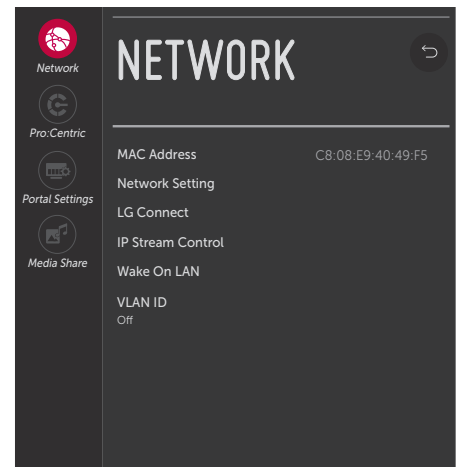 Network
Pro:Centric
Portal Settings
Media Share
NETWORK
MAC Address C8:08:E9:40:49:F5
Network Setting
LG Connect
IP Stream Control
Wake On LAN
VLAN ID
Off